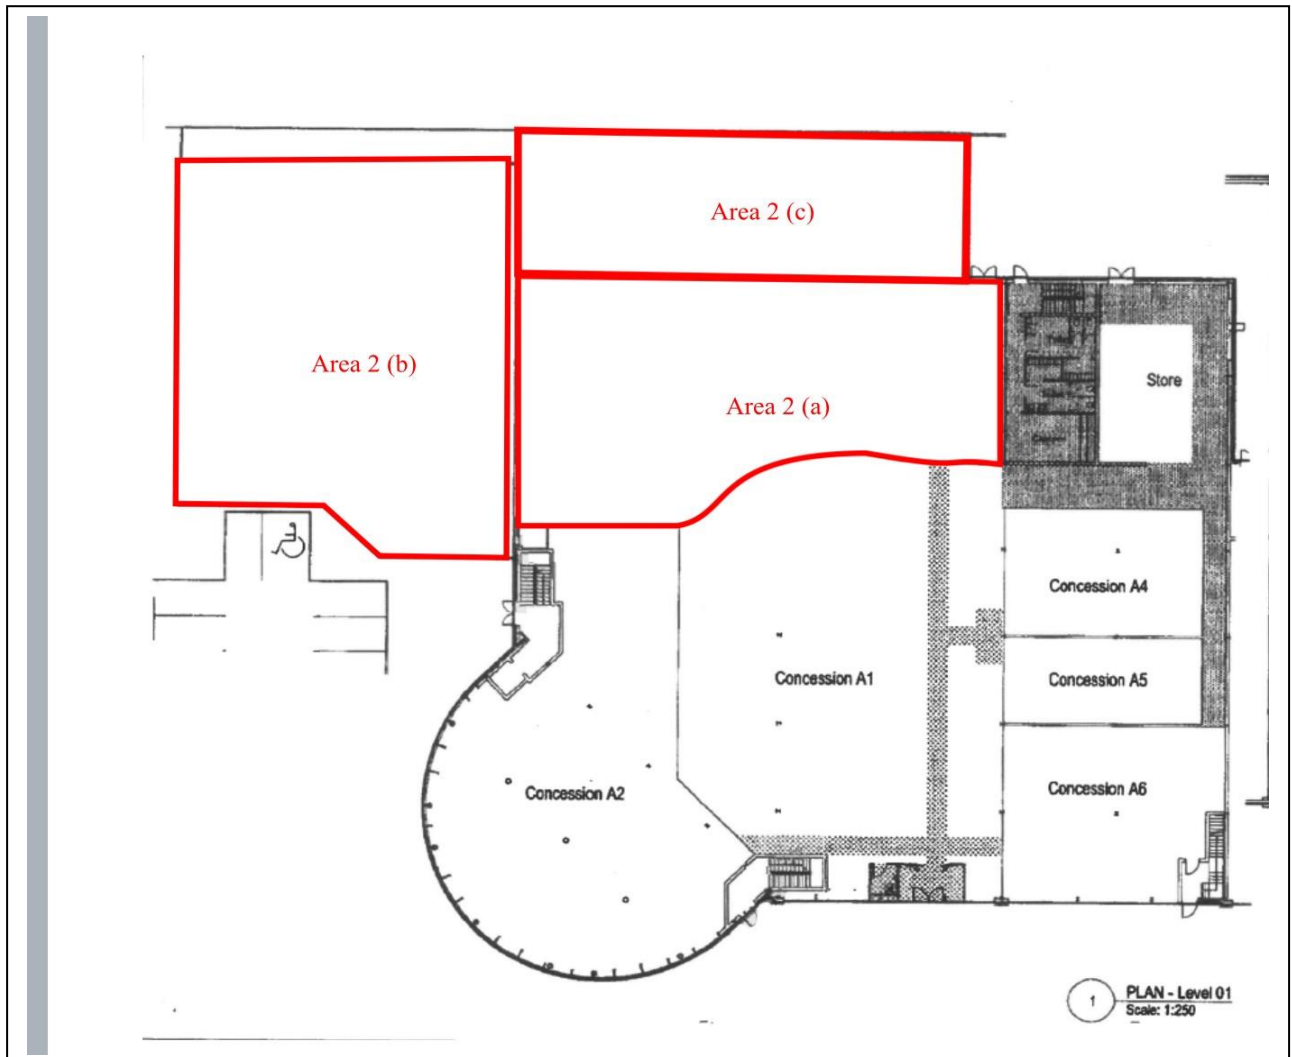 Area 2 (c)
Area 2 (b)
Area 2 (a)
Store
Concession A4
Concession A1
Concession A5
Concession A2
Concession A6
1
PLAN - Level 01
Scale: 1:250